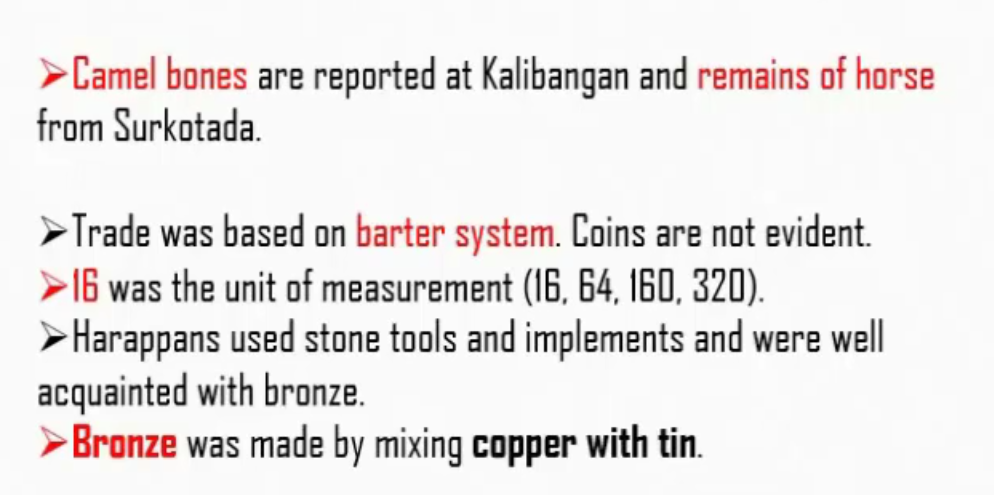 ➢Camel bones are reported at Kalibangan and remains of horse
from Surkotada.
➢Trade was based on barter system. Coins are not evident.
➢16 was the unit of measurement (16, 64, 160, 320).
➢Harappans used stone tools and implements and were well
acquainted with bronze.
➢Bronze was made by mixing copper with tin.